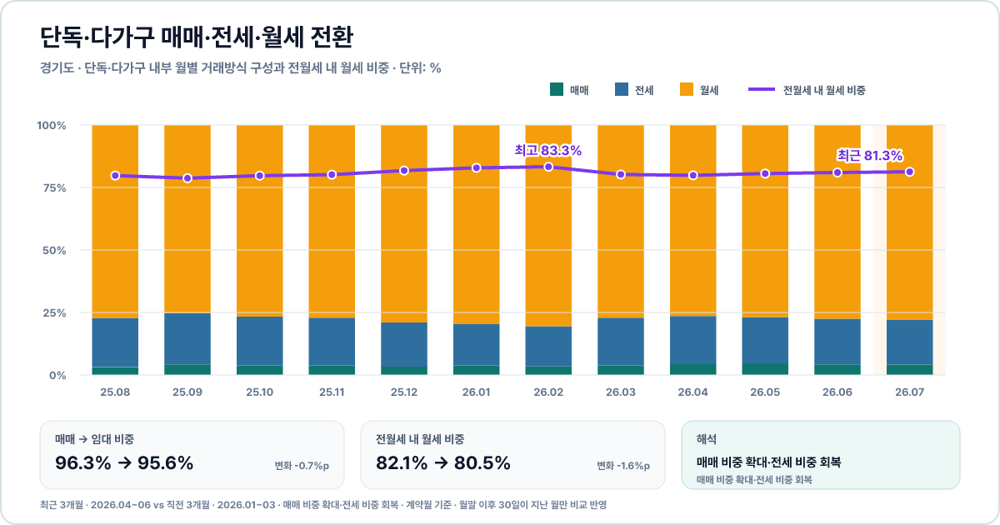 단독·다가구 매매·전세·월세 전환
경기도 · 단독·다가구 내부 월별 거래방식 구성과 전월세 내 월세 비중 · 단위: %
매매 전세 월세 전월세 내 월세 비중
100%
75%
50%
25%
0%
최고 83.3%
최근 81.3%
25.08 25.09 25.10 25.11 25.12 26.01 26.02 26.03 26.04 26.05 26.06 26.07
매매 → 임대 비중
96.3% → 95.6%
변화 -0.7%p
전월세 내 월세 비중
82.1% → 80.5%
변화 -1.6%p
해석
매매 비중 확대·전세 비중 회복
매매 비중 확대·전세 비중 회복
최근 3개월 · 2026.04~06 vs 직전 3개월 · 2026.01~03 · 매매 비중 확대·전세 비중 회복 · 계약월 기준 · 월말 이후 30일이 지난 월만 비교 반영